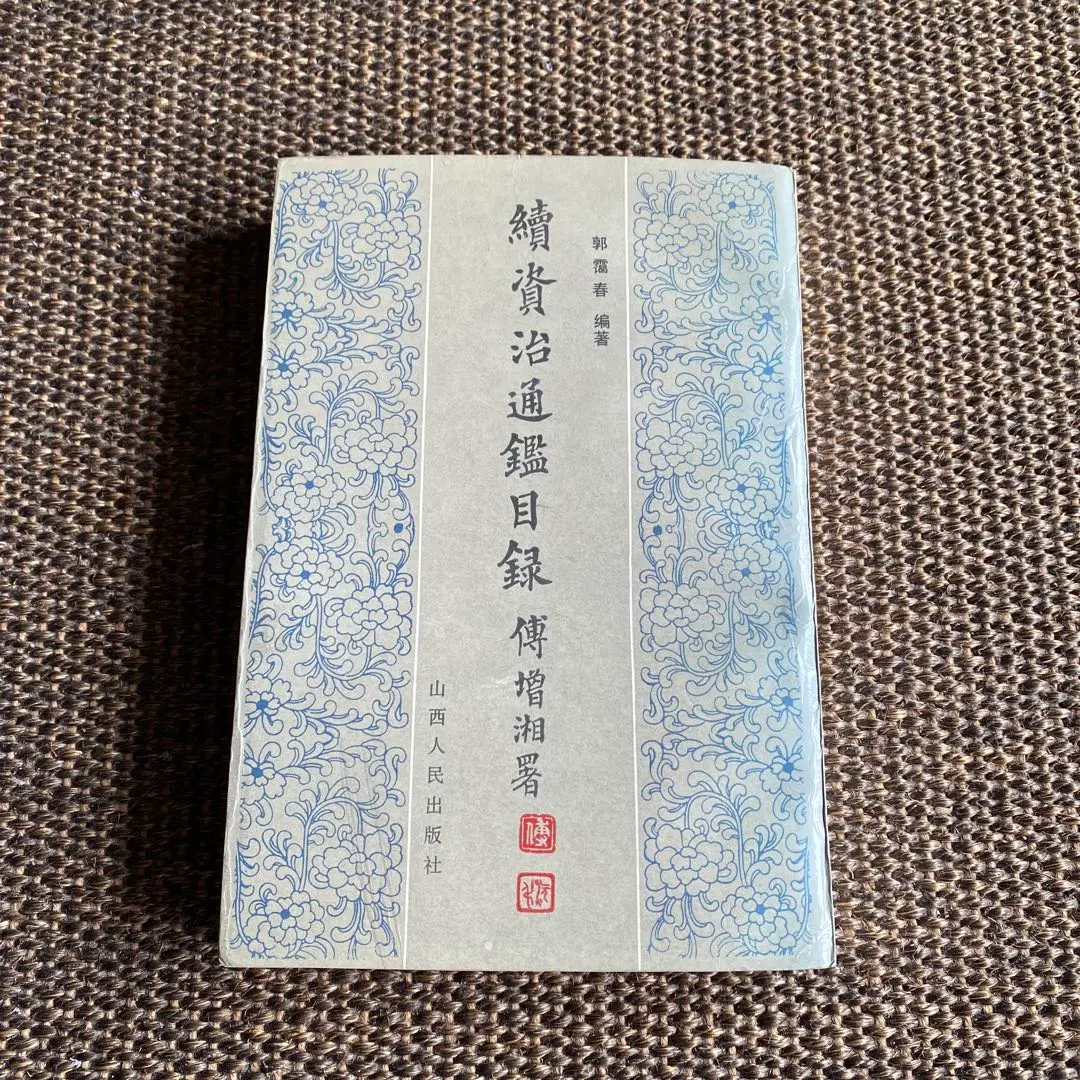 郭霭春 编著
續資治通鑑目録
傅增湘署
傅
山西人民出版社